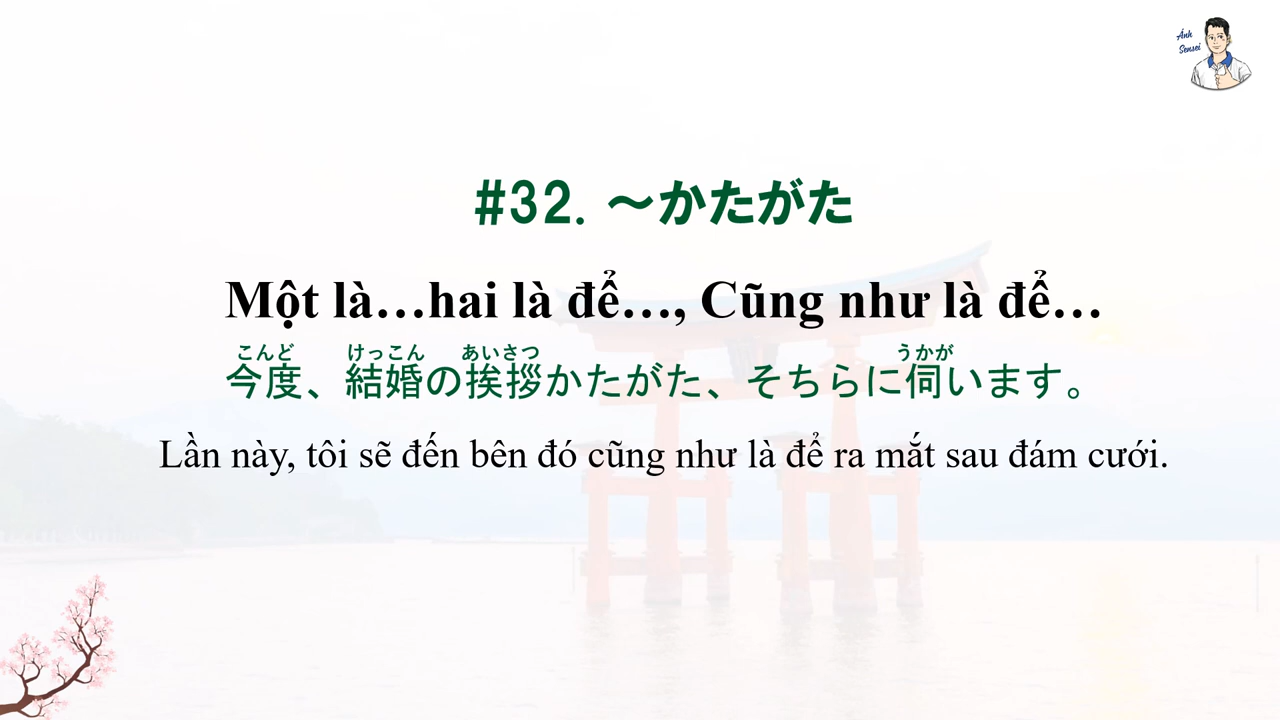 Ánh
Sensei
#32. ～かたがた
Một là…hai là để…, Cũng như là để…
こんど けっこん あいさつ うかが
今度、結婚の挨拶かたがた、そちらに伺います。
Lần này, tôi sẽ đến bên đó cũng như là để ra mắt sau đám cưới.